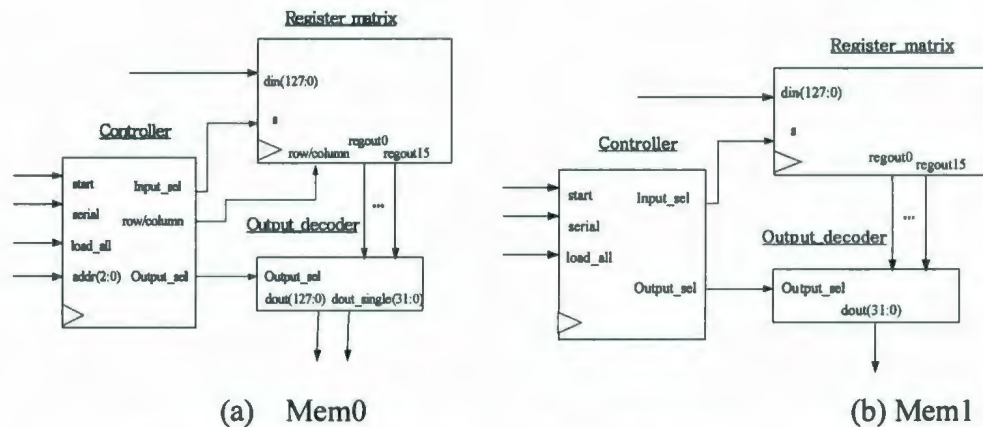 Register_matrix
din(127:0)
s
Controller
row/column
regout0
regout15
start
Input_sel
serial
row/column
...
load_all
Output_decoder
addr(2:0)
Output_sel
Output_sel
dout(127:0) dout_single(31:0)
(a) Mem0
Register_matrix
din(127:0)
s
Controller
regout0
regout15
start
Input_sel
serial
...
load_all
Output_decoder
Output_sel
Output_sel
dout(31:0)
(b) Mem1